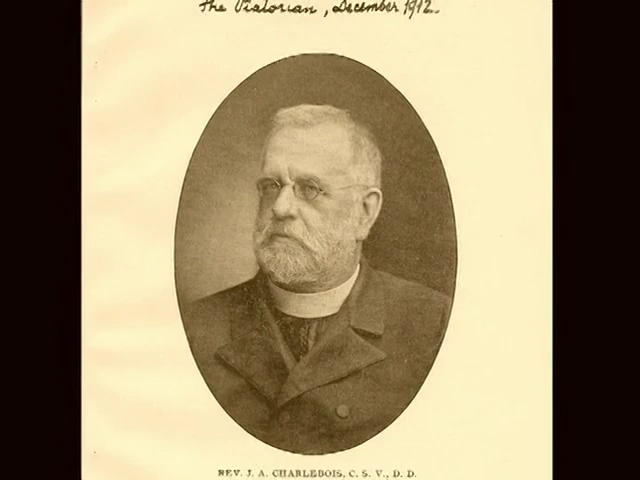 The Viatorian, December 1912.
REV. J. A. CHARLEBOIS, C. S. V., D. D.